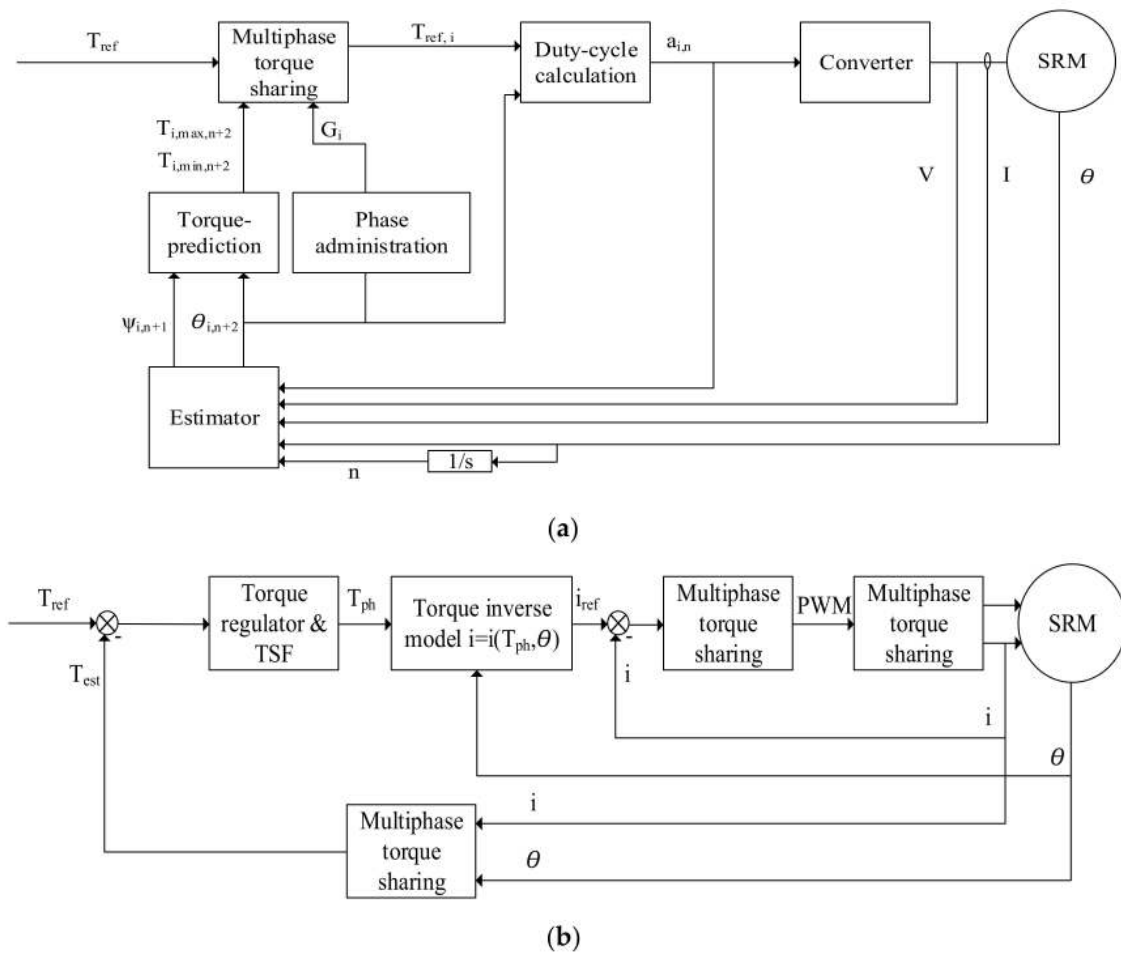 T_ref
Multiphase
torque
sharing
T_ref, i
Duty-cycle
calculation
a_i,n
Converter
SRM
T_i,max,n+2
T_i,min,n+2
G_i
V
I
θ
Torque-
prediction
Phase
administration
ψ_i,n+1
θ_i,n+2
Estimator
n
1/s
(a)
T_ref
-
Torque
regulator &
TSF
T_ph
Torque inverse
model i=i(T_ph,θ)
i_ref
-
Multiphase
torque
sharing
PWM
Multiphase
torque
sharing
SRM
T_est
i
i
θ
i
Multiphase
torque
sharing
θ
(b)